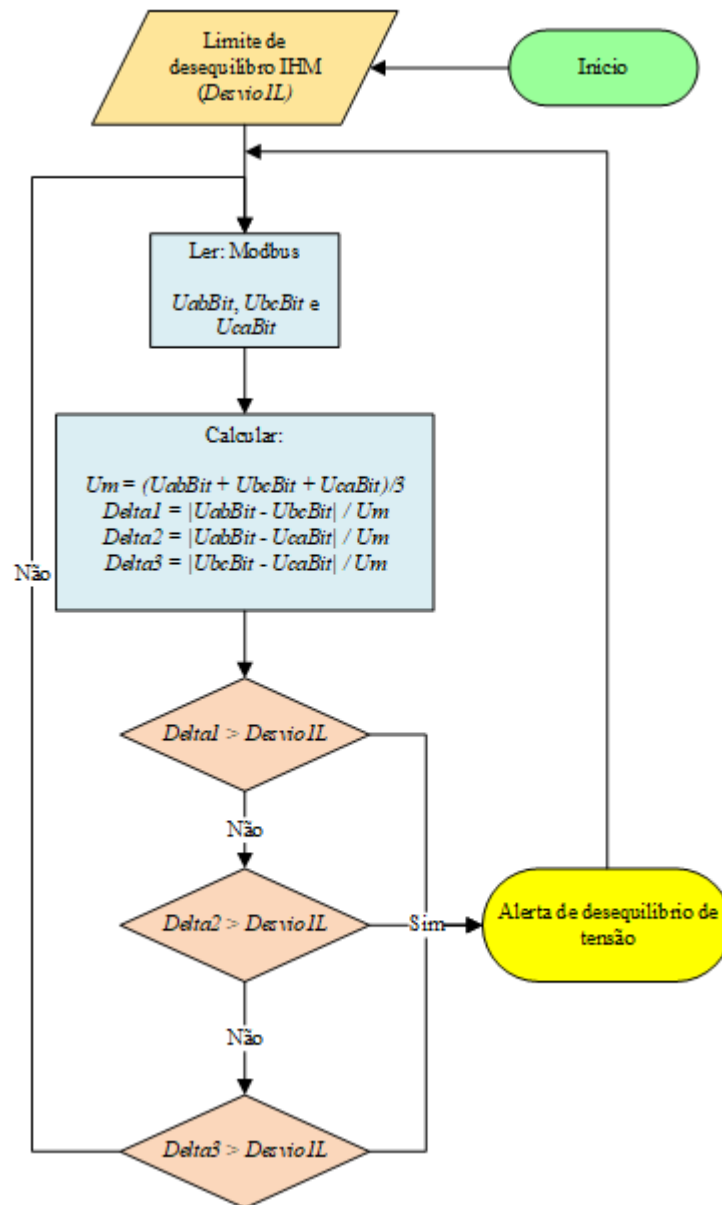 Limite de
desequilibro IHM
(Desvio1L)
Início
Ler: Modbus
UabBit, UbcBit e
UcaBit
Calcular:
Um = (UabBit + UbcBit + UcaBit)/3
Delta1 = |UabBit - UbcBit| / Um
Delta2 = |UabBit - UcaBit| / Um
Delta3 = |UbcBit - UcaBit| / Um
Não
Delta1 > Desvio1L
Não
Delta2 > Desvio1L
Sim
Alerta de desequilíbrio de
tensão
Não
Delta3 > Desvio1L